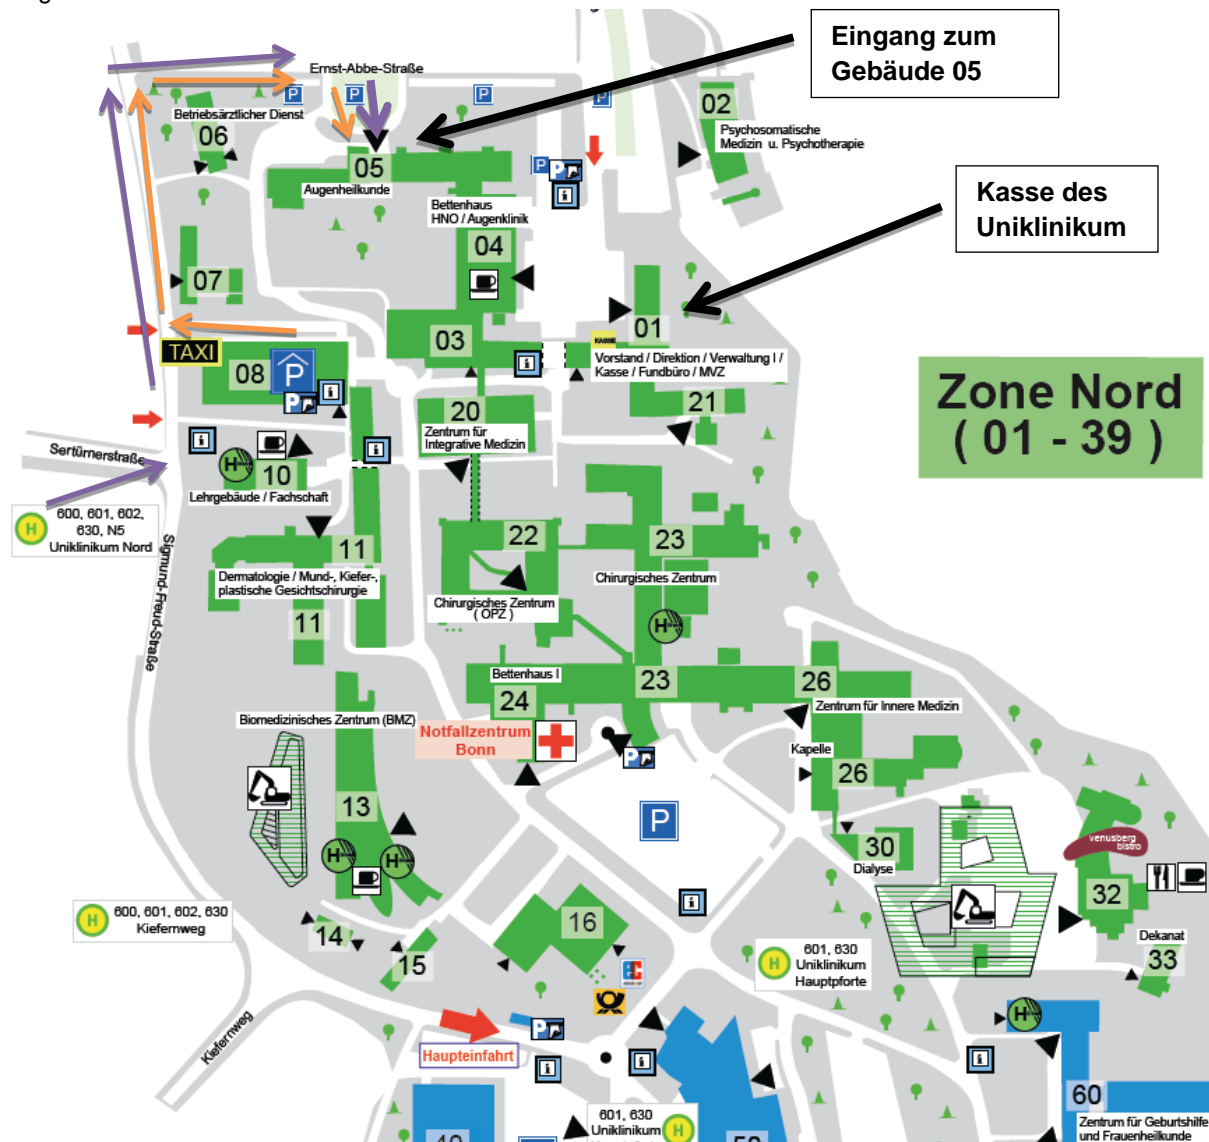 Eingang zum
Gebäude 05
Ernst-Abbe-Straße
P
P
P
P
Betriebsärztlicher Dienst
06
02
Psychosomatische
Medizin u. Psychotherapie
05
Augenheilkunde
P
P
i
Kasse des
Uniklinikum
Bettenhaus
HNO / Augenklinik
04
07
01
03
KASSE
TAXI
08
P
P
i
i
Vorstand / Direktion / Verwaltung I /
Kasse / Fundbüro / MVZ
Zone Nord
( 01 - 39 )
20
21
Zentrum für
Integrative Medizin
Sertürnerstraße
i
i
H
10
Lehrgebäude / Fachschaft
H
600, 601, 602,
630, N5
Uniklinikum Nord
Sigmund-Freud-Straße
11
22
23
Dermatologie / Mund-, Kiefer-,
plastische Gesichtschirurgie
Chirurgisches Zentrum
Chirurgisches Zentrum
( OPZ )
11
H
Bettenhaus I
24
23
26
Zentrum für Innere Medizin
Biomedizinisches Zentrum (BMZ)
Notfallzentrum
Bonn
P
Kapelle
26
13
P
venusberg
bistro
30
Dialyse
H
H
32
i
H
600, 601, 602, 630
Kiefernweg
14
15
16
Dekanat
33
H
601, 630
Uniklinikum
Hauptpforte
EC
H
Kiefernweg
P
Haupteinfahrt
i
i
i
60
601, 630
Uniklinikum
H
Zentrum für Geburtshilfe
und Frauenheilkunde